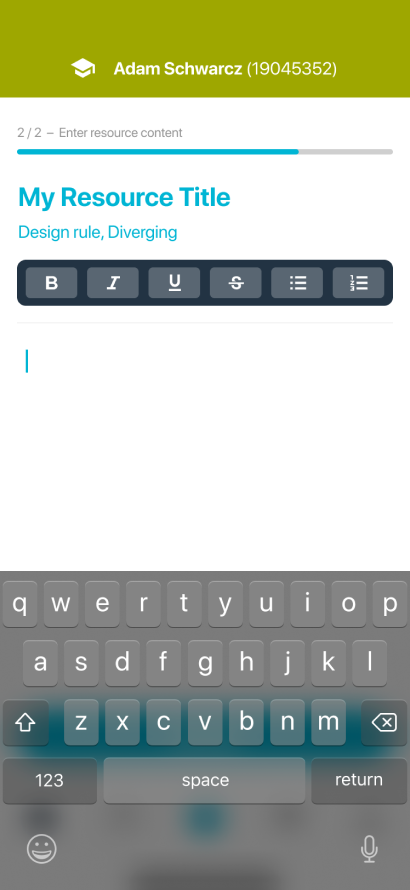 Adam Schwarcz (19045352)
2 / 2 – Enter resource content
My Resource Title
Design rule, Diverging
B I U S
q w e r t y u i o p
a s d f g h j k l
z x c v b n m
123 space return